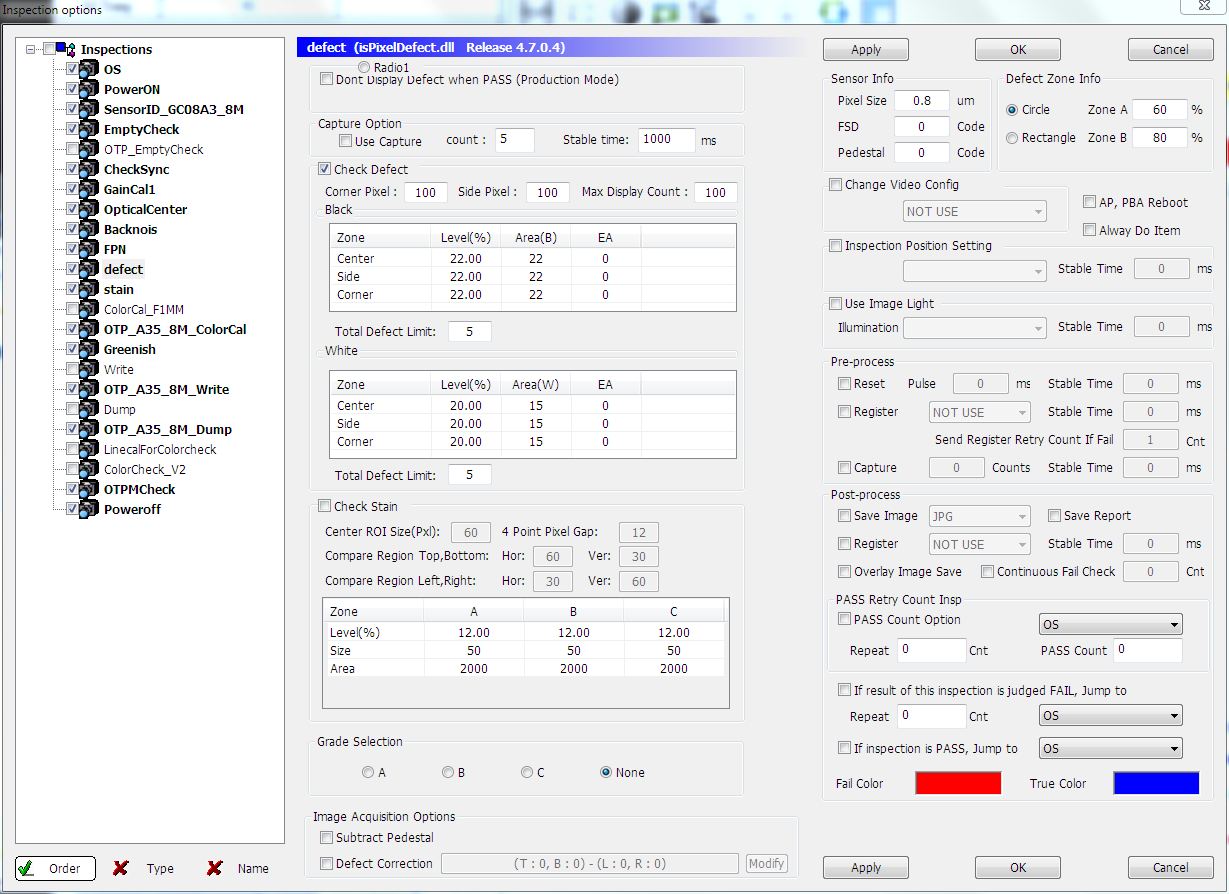 Inspection options
Inspections
OS
PowerON
SensorID_GC08A3_8M
EmptyCheck
OTP_EmptyCheck
CheckSync
GainCal1
OpticalCenter
Backnois
FPN
defect
stain
ColorCal_F1MM
OTP_A35_8M_ColorCal
Greenish
Write
OTP_A35_8M_Write
Dump
OTP_A35_8M_Dump
LinecalForColorcheck
ColorCheck_V2
OTPMCheck
Poweroff
Order Type Name
defect (isPixelDefect.dll Release 4.7.0.4)
Radio1
Dont Display Defect when PASS (Production Mode)
Capture Option
Use Capture count : 5 Stable time: 1000 ms
Check Defect
Corner Pixel : 100 Side Pixel : 100 Max Display Count : 100
Black
Zone Level(%) Area(B) EA
Center 22.00 22 0
Side 22.00 22 0
Corner 22.00 22 0
Total Defect Limit: 5
White
Zone Level(%) Area(W) EA
Center 20.00 15 0
Side 20.00 15 0
Corner 20.00 15 0
Total Defect Limit: 5
Check Stain
Center ROI Size(Pxl): 60 4 Point Pixel Gap: 12
Compare Region Top,Bottom: Hor: 60 Ver: 30
Compare Region Left,Right: Hor: 30 Ver: 60
Zone A B C
Level(%) 12.00 12.00 12.00
Size 50 50 50
Area 2000 2000 2000
Grade Selection
A B C None
Image Acquisition Options
Subtract Pedestal
Defect Correction (T : 0, B : 0) - (L : 0, R : 0) Modify
Apply OK Cancel
Sensor Info
Pixel Size 0.8 um
FSD 0 Code
Pedestal 0 Code
Defect Zone Info
Circle Zone A 60 %
Rectangle Zone B 80 %
Change Video Config
NOT USE
AP, PBA Reboot
Alway Do Item
Inspection Position Setting
Stable Time 0 ms
Use Image Light
Illumination Stable Time 0 ms
Pre-process
Reset Pulse 0 ms Stable Time 0 ms
Register NOT USE Stable Time 0 ms
Send Register Retry Count If Fail 1 Cnt
Capture 0 Counts Stable Time 0 ms
Post-process
Save Image JPG Save Report
Register NOT USE Stable Time 0 ms
Overlay Image Save Continuous Fail Check 0 Cnt
PASS Retry Count Insp
PASS Count Option OS
Repeat 0 Cnt PASS Count 0
If result of this inspection is judged FAIL, Jump to
Repeat 0 Cnt OS
If inspection is PASS, Jump to OS
Fail Color True Color
Apply OK Cancel